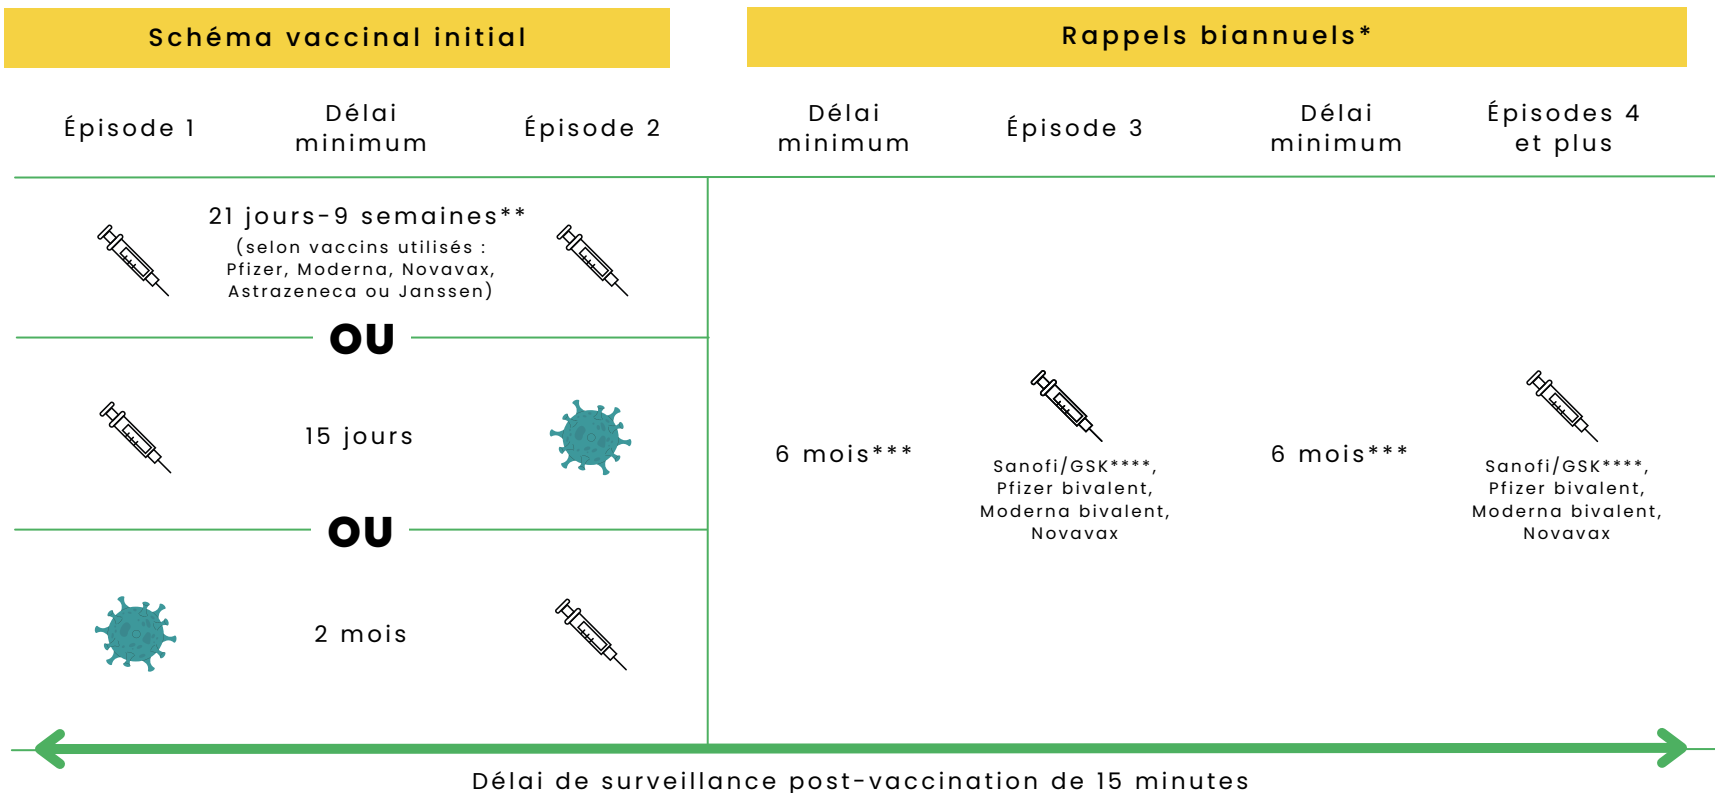 Schéma vaccinal initial
Rappels biannuels*
Épisode 1
Délai
minimum
Épisode 2
Délai
minimum
Épisode 3
Délai
minimum
Épisodes 4
et plus
21 jours-9 semaines**
(selon vaccins utilisés :
Pfizer, Moderna, Novavax,
Astrazeneca ou Janssen)
OU
15 jours
OU
2 mois
6 mois***
Sanofi/GSK****,
Pfizer bivalent,
Moderna bivalent,
Novavax
6 mois***
Sanofi/GSK****,
Pfizer bivalent,
Moderna bivalent,
Novavax
Délai de surveillance post-vaccination de 15 minutes